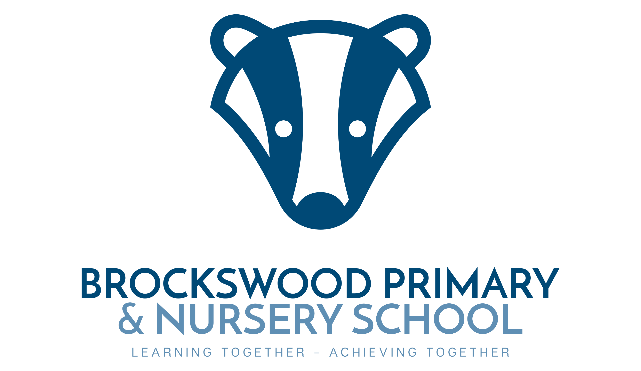 BROCKSWOOD PRIMARY
& NURSERY SCHOOL
LEARNING TOGETHER - ACHIEVING TOGETHER